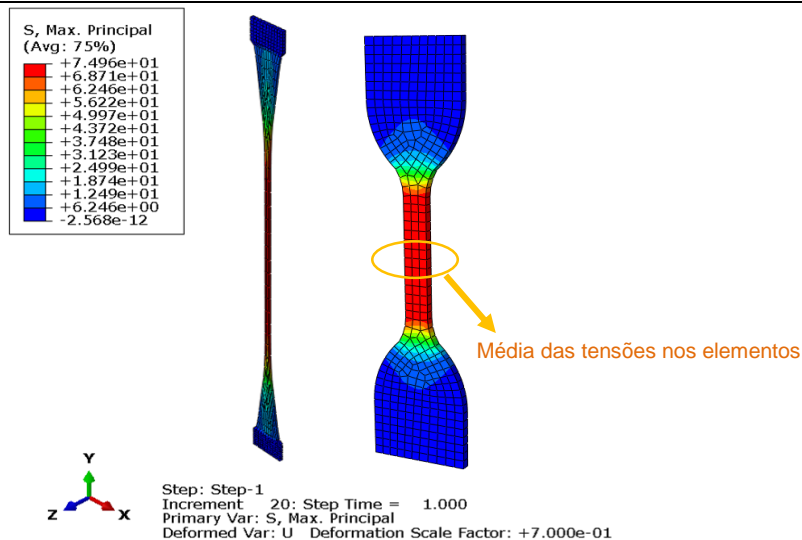 S, Max. Principal
(Avg: 75%)
+7.496e+01
+6.871e+01
+6.246e+01
+5.622e+01
+4.997e+01
+4.372e+01
+3.748e+01
+3.123e+01
+2.499e+01
+1.874e+01
+1.249e+01
+6.246e+00
-2.568e-12
Média das tensões nos elementos
Y
Z X
Step: Step-1
Increment 20: Step Time = 1.000
Primary Var: S, Max. Principal
Deformed Var: U Deformation Scale Factor: +7.000e-01